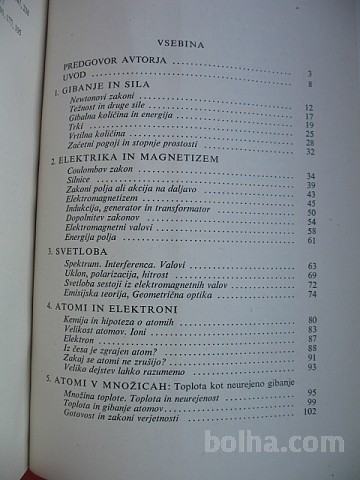 VSEBINA
PREDGOVOR AVTORJA 3
UVOD 8
1. GIBANJE IN SILA
Newtonovi zakoni 12
Težnost in druge sile 17
Gibalna količina in energija 19
Trki 25
Vrtilna količina 28
Začetni pogoji in stopnje prostosti 32
2. ELEKTRIKA IN MAGNETIZEM
Coulombov zakon 34
Silnice 39
Zakoni polja ali akcija na daljavo 43
Elektromagnetizem 45
Indukcija, generator in transformator 50
Dopolnitev zakonov 54
Elektromagnetni valovi 58
Energija polja 61
3. SVETLOBA
Spektrum. Interferenca. Valovi 63
Uklon, polarizacija, hitrost 69
Svetloba sestoji iz elektromagnetnih valov 72
Emisijska teorija, Geometrična optika 74
4. ATOMI IN ELEKTRONI
Kemija in hipoteza o atomih 80
Velikost atomov. Ioni 83
Elektron 87
Iz česa je zgrajen atom? 88
Zakaj se atomi ne zrušijo? 91
Veliko dejstev lahko razumemo 93
5. ATOMI V MNOŽICAH: Toplota kot neurejeno gibanje
Množina toplote. Toplota in neurejenost 95
Toplota in gibanje atomov 99
Gotovost in zakoni verjetnosti 102
bolha.com